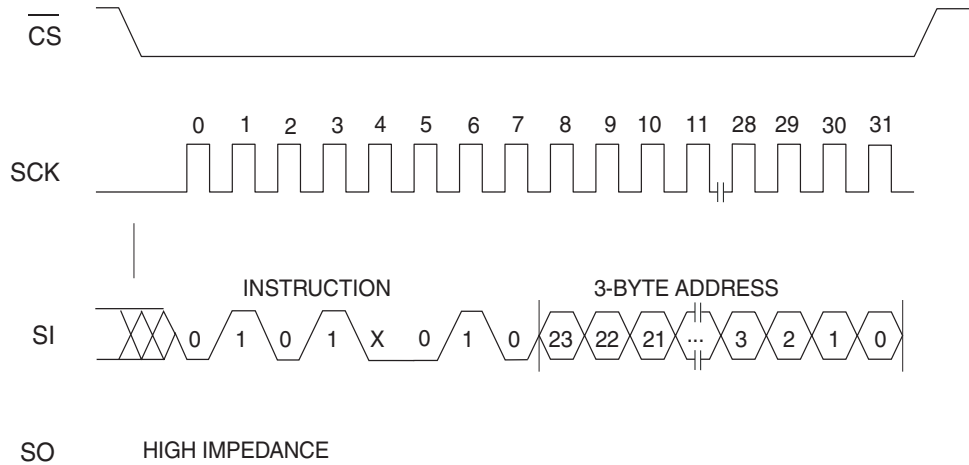 CS
0 1 2 3 4 5 6 7 8 9 10 11 28 29 30 31
SCK
INSTRUCTION 3-BYTE ADDRESS
SI 0 1 0 1 X 0 1 0 23 22 21 ... 3 2 1 0
SO HIGH IMPEDANCE